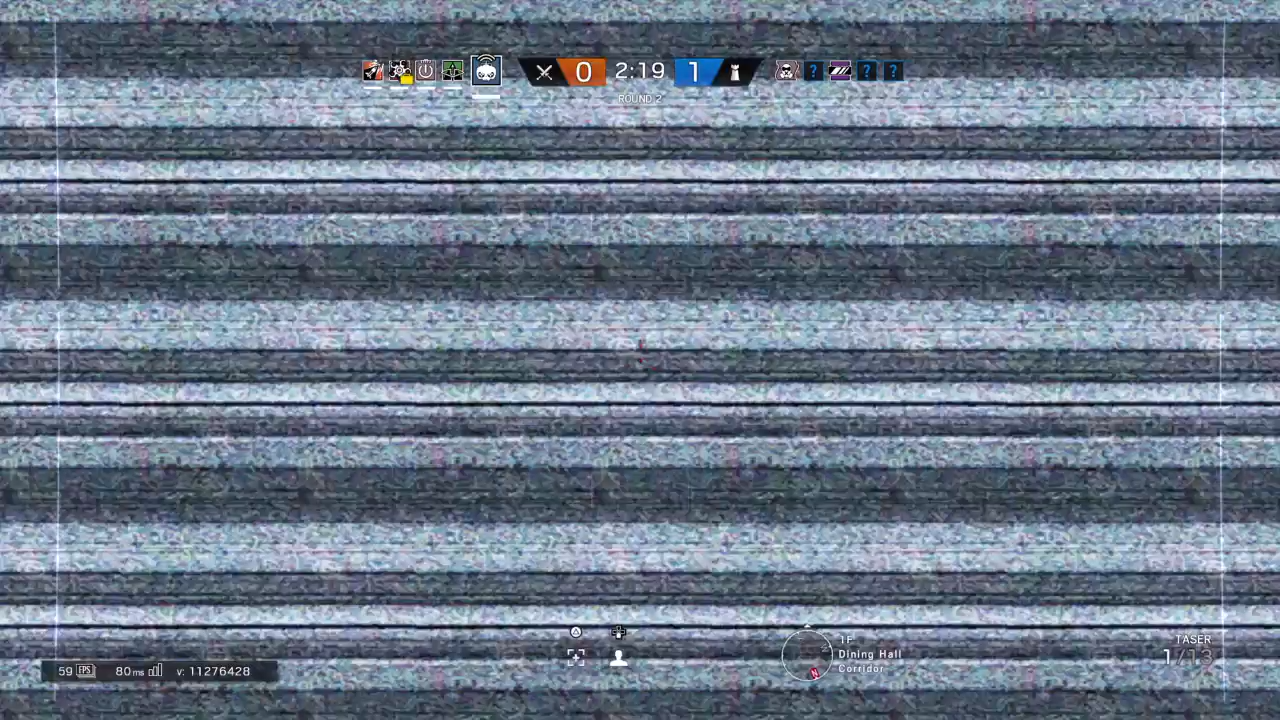 0 2:19 1
? ? ?
ROUND 2
1F
Dining Hall
Corridor
N
TASER
1/13
59 FPS 80ms v: 11276428